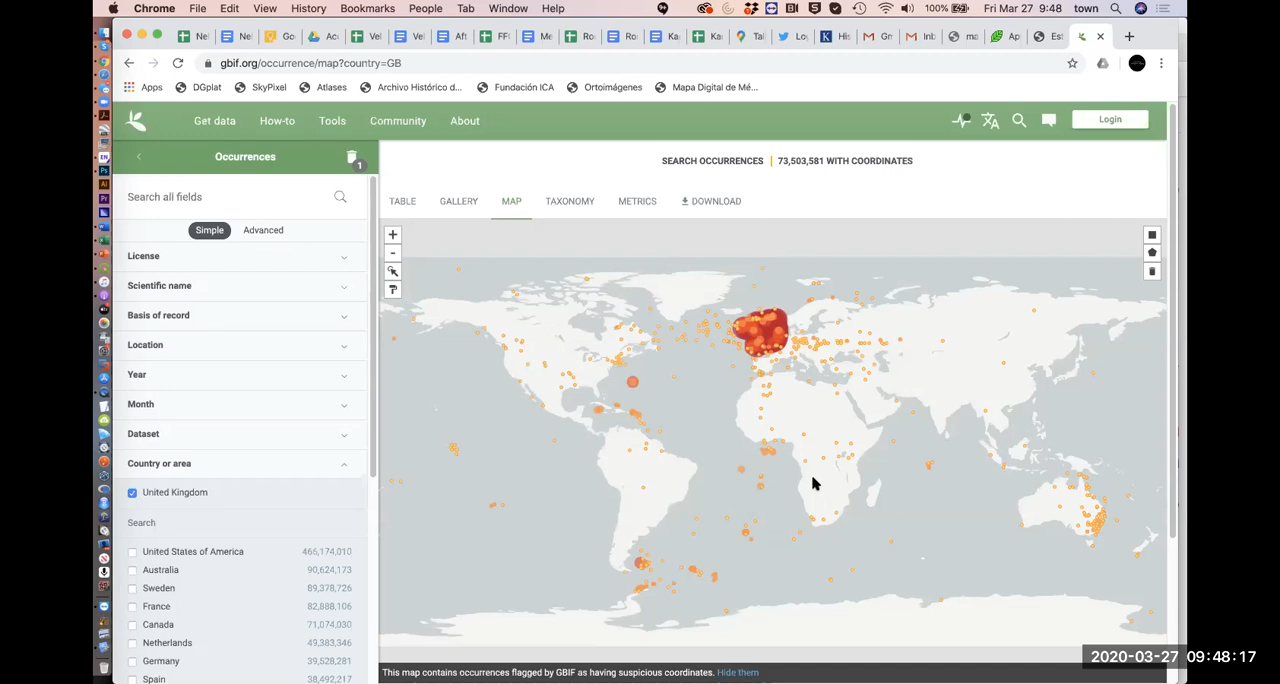 Chrome File Edit View History Bookmarks People Tab Window Help 100% Fri Mar 27 9:48 town
gbif.org/occurrence/map?country=GB
Apps DGplat SkyPixel Atlases Archivo Histórico d... Fundación ICA Ortoimágenes Mapa Digital de Mé...
Get data How-to Tools Community About Login
Occurrences 1
SEARCH OCCURRENCES | 73,503,581 WITH COORDINATES
Search all fields
TABLE GALLERY MAP TAXONOMY METRICS DOWNLOAD
Simple Advanced
License
Scientific name
Basis of record
Location
Year
Month
Dataset
Country or area
United Kingdom
Search
United States of America 466,174,010
Australia 90,624,173
Sweden 89,378,726
France 82,888,106
Canada 71,074,030
Netherlands 49,383,346
Germany 39,528,281
Spain 38,492,217
This map contains occurrences flagged by GBIF as having suspicious coordinates. Hide them
2020-03-27 09:48:17